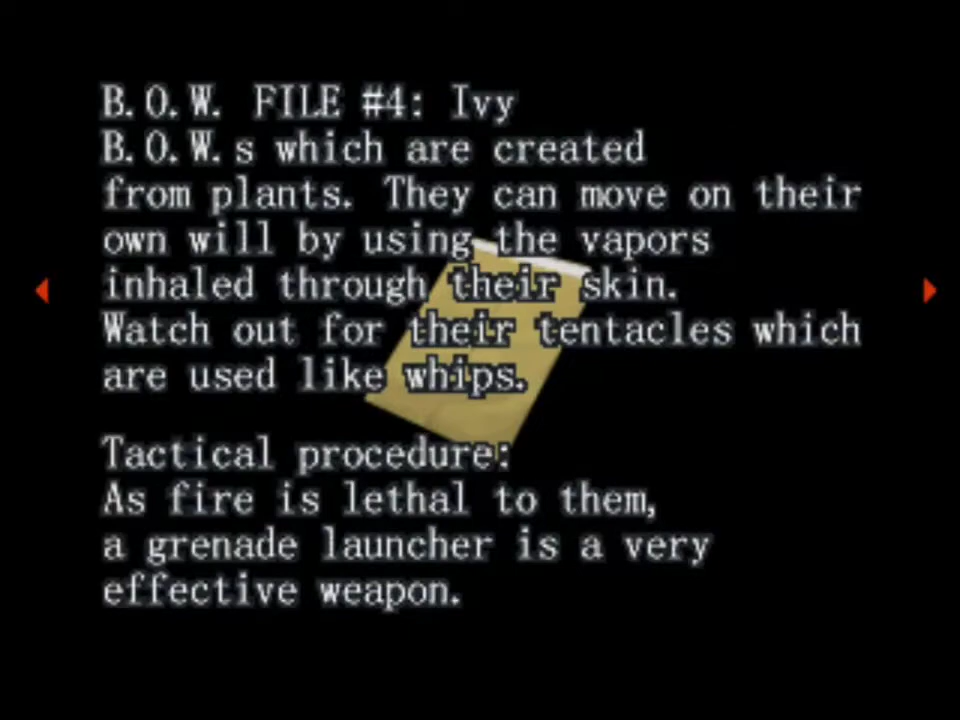 B.O.W. FILE #4: Ivy
B.O.W.s which are created
from plants. They can move on their
own will by using the vapors
inhaled through their skin.
Watch out for their tentacles which
are used like whips.
Tactical procedure:
As fire is lethal to them,
a grenade launcher is a very
effective weapon.